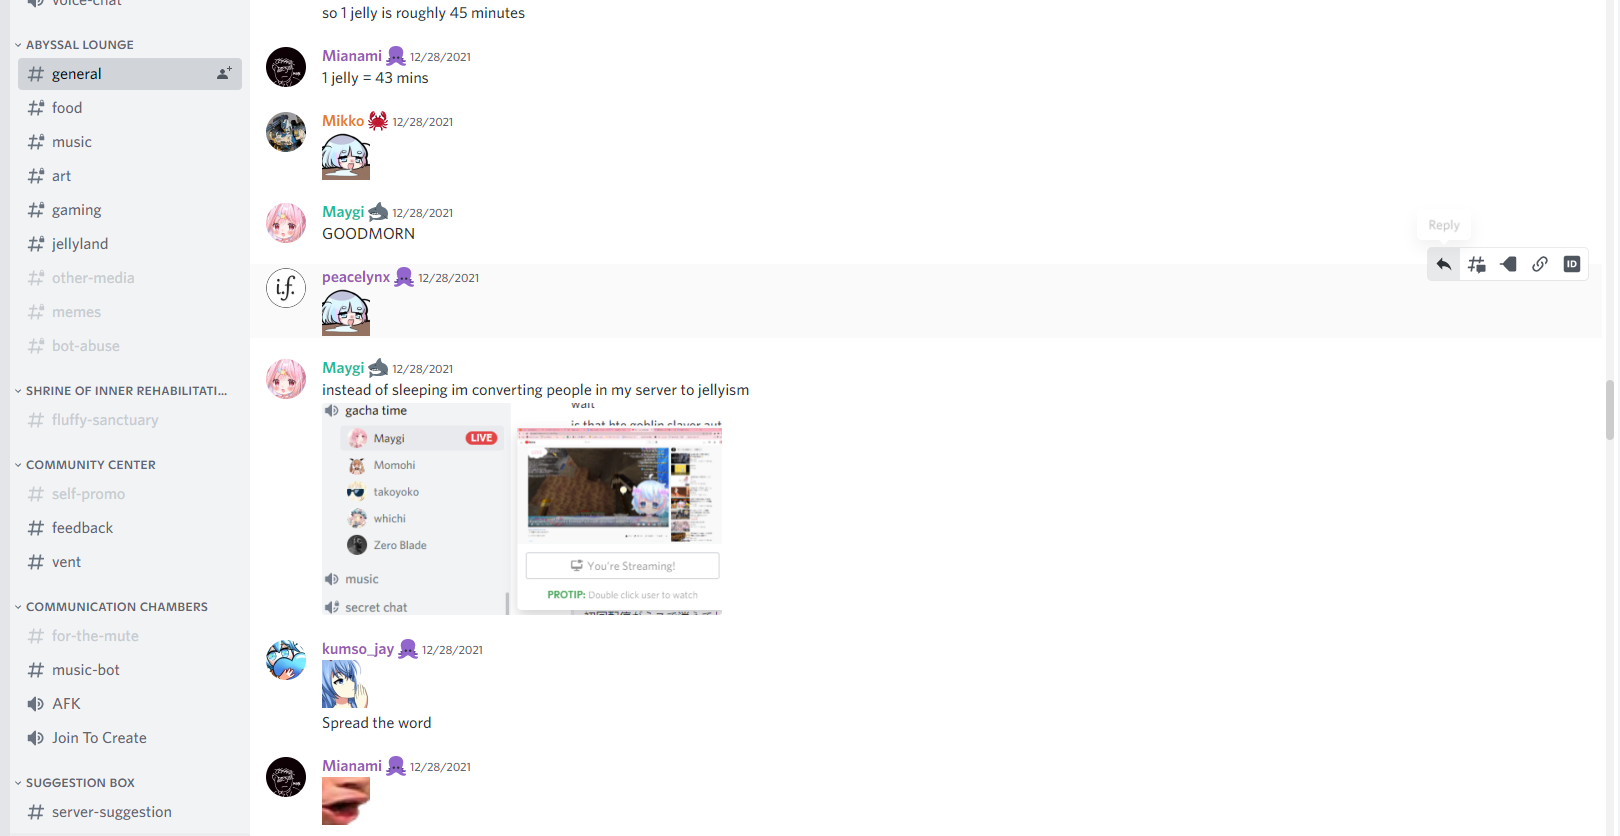 voice-chat
ABYSSAL LOUNGE
general
food
music
art
gaming
jellyland
other-media
memes
bot-abuse
SHRINE OF INNER REHABILITATI...
fluffy-sanctuary
COMMUNITY CENTER
self-promo
feedback
vent
COMMUNICATION CHAMBERS
for-the-mute
music-bot
AFK
Join To Create
SUGGESTION BOX
server-suggestion
so 1 jelly is roughly 45 minutes
Mianami 12/28/2021
1 jelly = 43 mins
Mikko 12/28/2021
Maygi 12/28/2021
GOODMORN
Reply
ID
i.f.
peacelynx 12/28/2021
Maygi 12/28/2021
instead of sleeping im converting people in my server to jellyism
gacha time
Maygi LIVE
Momohi
takoyoko
whichi
Zero Blade
music
secret chat
wait
is that hte goblin slayer
You're Streaming!
PROTIP: Double click user to watch
kumso_jay 12/28/2021
Spread the word
Mianami 12/28/2021